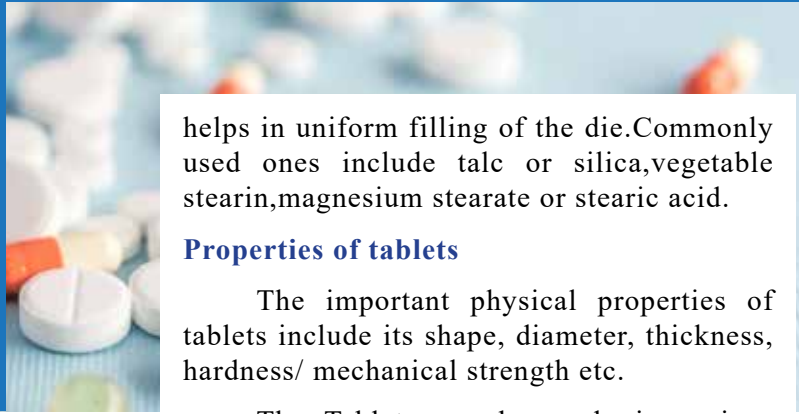 helps in uniform filling of the die.Commonly
used ones include talc or silica,vegetable
stearin,magnesium stearate or stearic acid.
Properties of tablets
The important physical properties of
tablets include its shape, diameter, thickness,
hardness/ mechanical strength etc.
The Tablets